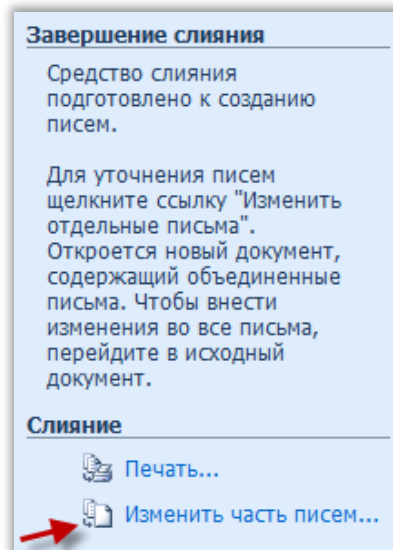 Завершение слияния
Средство слияния
подготовлено к созданию
писем.
Для уточнения писем
щелкните ссылку "Изменить
отдельные письма".
Откроется новый документ,
содержащий объединенные
письма. Чтобы внести
изменения во все письма,
перейдите в исходный
документ.
Слияние
Печать...
Изменить часть писем...